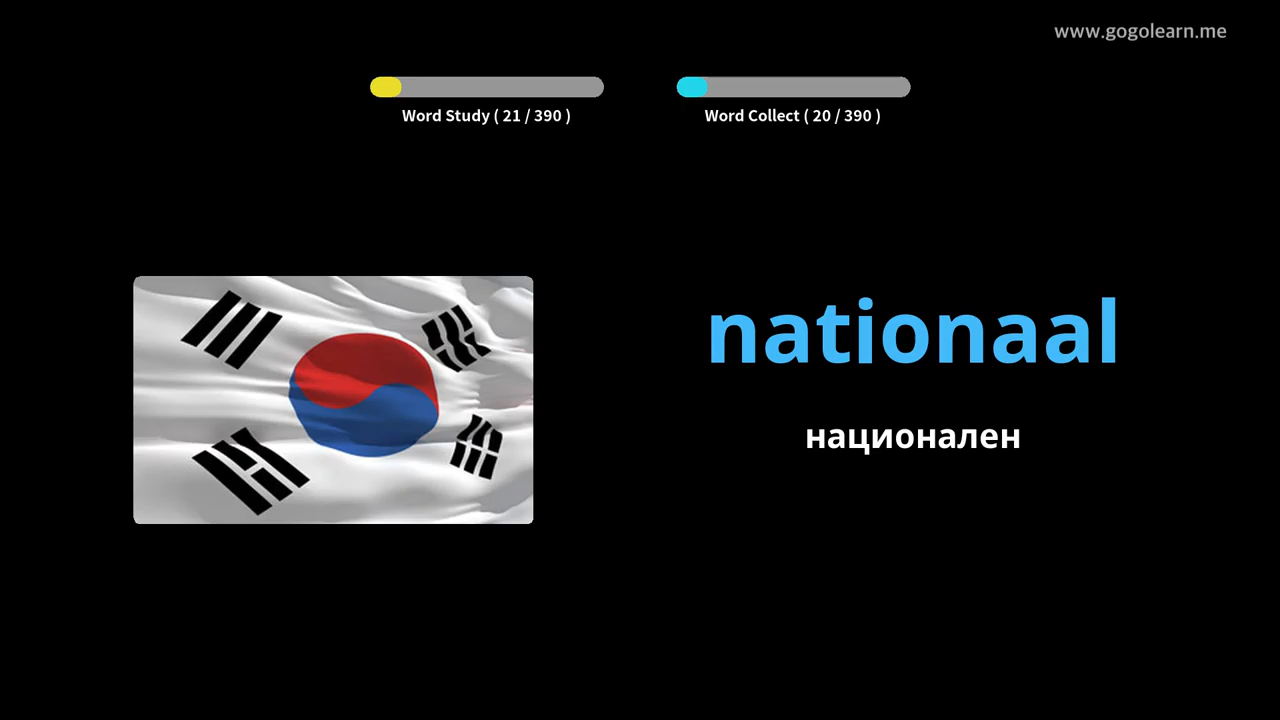 www.gogolearn.me
Word Study ( 21 / 390 )
Word Collect ( 20 / 390 )
nationaal
национален